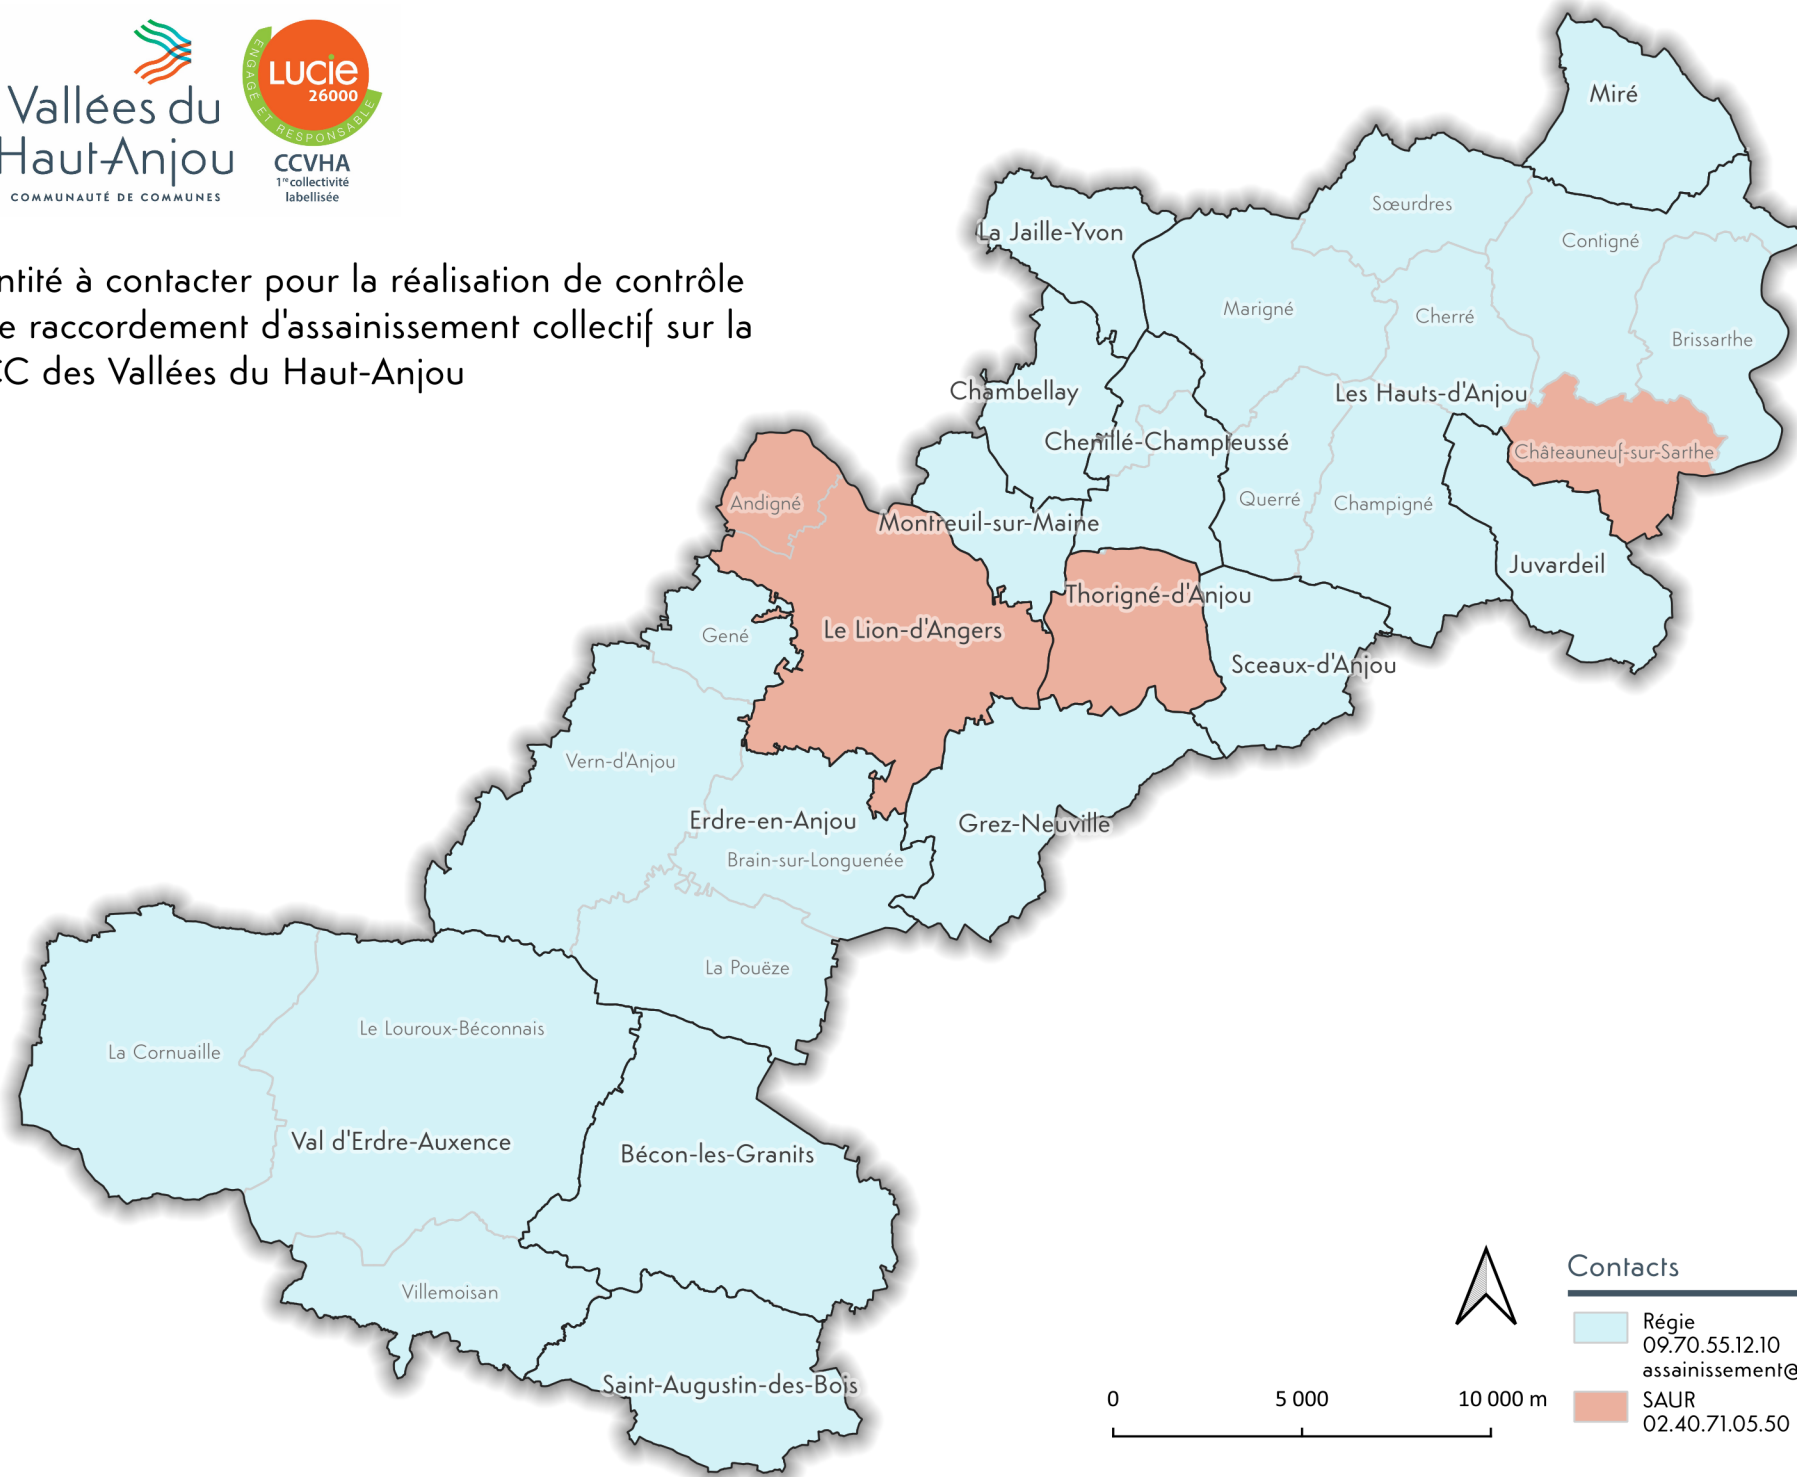 Vallées du
Haut-Anjou
COMMUNAUTÉ DE COMMUNES
ENGAGÉ ET RESPONSABLE
LUCIE
26000
CCVHA
1re collectivité
labellisée
ntité à contacter pour la réalisation de contrôle
e raccordement d'assainissement collectif sur la
CC des Vallées du Haut-Anjou
Miré
Sœurdres
La Jaille-Yvon
Contigné
Marigné
Cherré
Brissarthe
Chambellay
Les Hauts-d'Anjou
Chenillé-Champteussé
Châteauneuf-sur-Sarthe
Andigné
Querré
Champigné
Montreuil-sur-Maine
Juvardeil
Thorigné-d'Anjou
Le Lion-d'Angers
Gené
Sceaux-d'Anjou
Vern-d'Anjou
Erdre-en-Anjou
Grez-Neuville
Brain-sur-Longuenée
La Pouëze
Le Louroux-Béconnais
La Cornuaille
Val d'Erdre-Auxence
Bécon-les-Granits
Villemoisan
Saint-Augustin-des-Bois
Contacts
Régie
09.70.55.12.10
assainissement@
SAUR
02.40.71.05.50
0 5 000 10 000 m